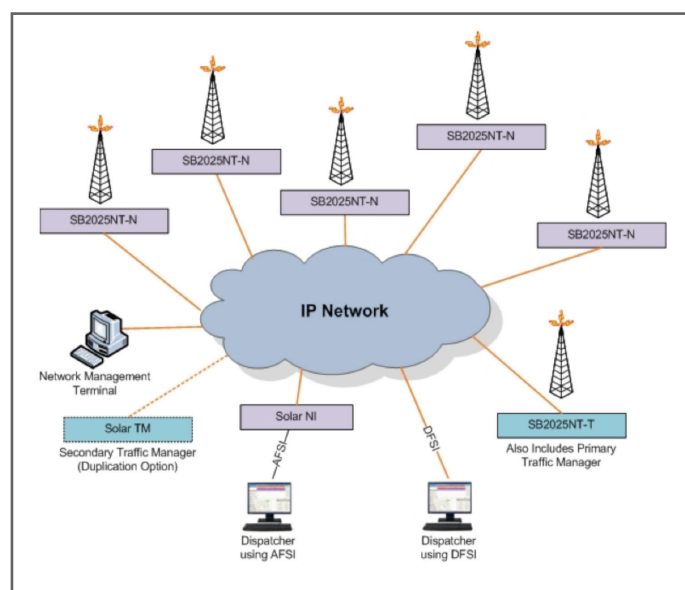 SB2025NT-N
SB2025NT-N
SB2025NT-N
SB2025NT-N
SB2025NT-N
IP Network
Network Management
Terminal
Solar TM
Secondary Traffic Manager
(Duplication Option)
Solar NI
AFSI
DFSI
SB2025NT-T
Also Includes Primary
Traffic Manager
Dispatcher
using AFSI
Dispatcher
using DFSI